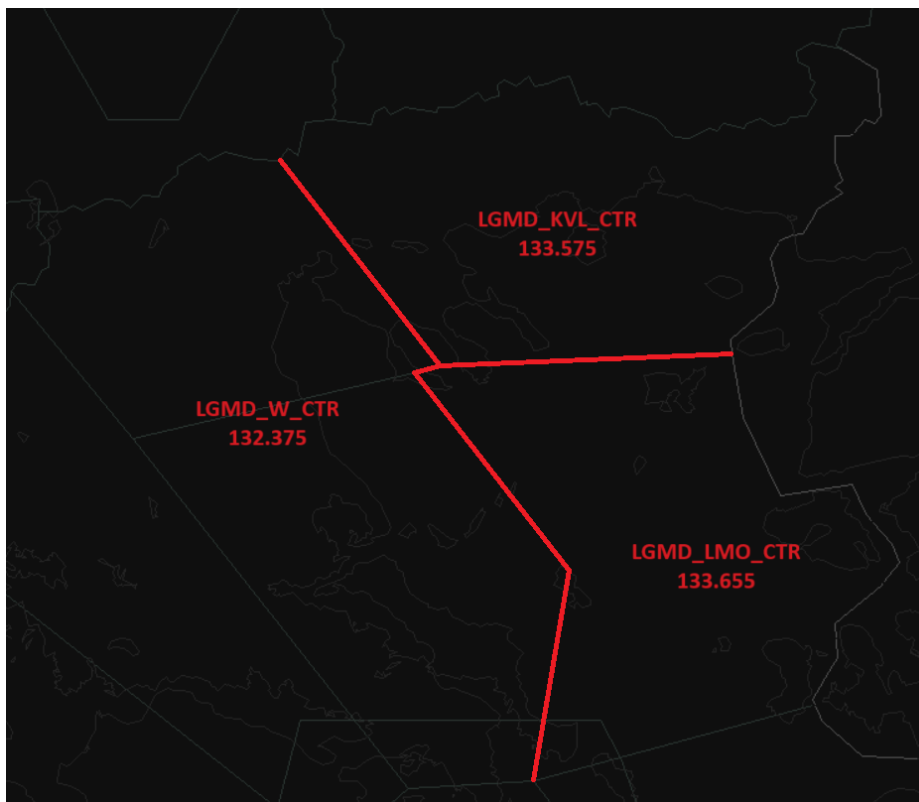 LGMD_KVL_CTR
133.575
LGMD_W_CTR
132.375
LGMD_LMO_CTR
133.655